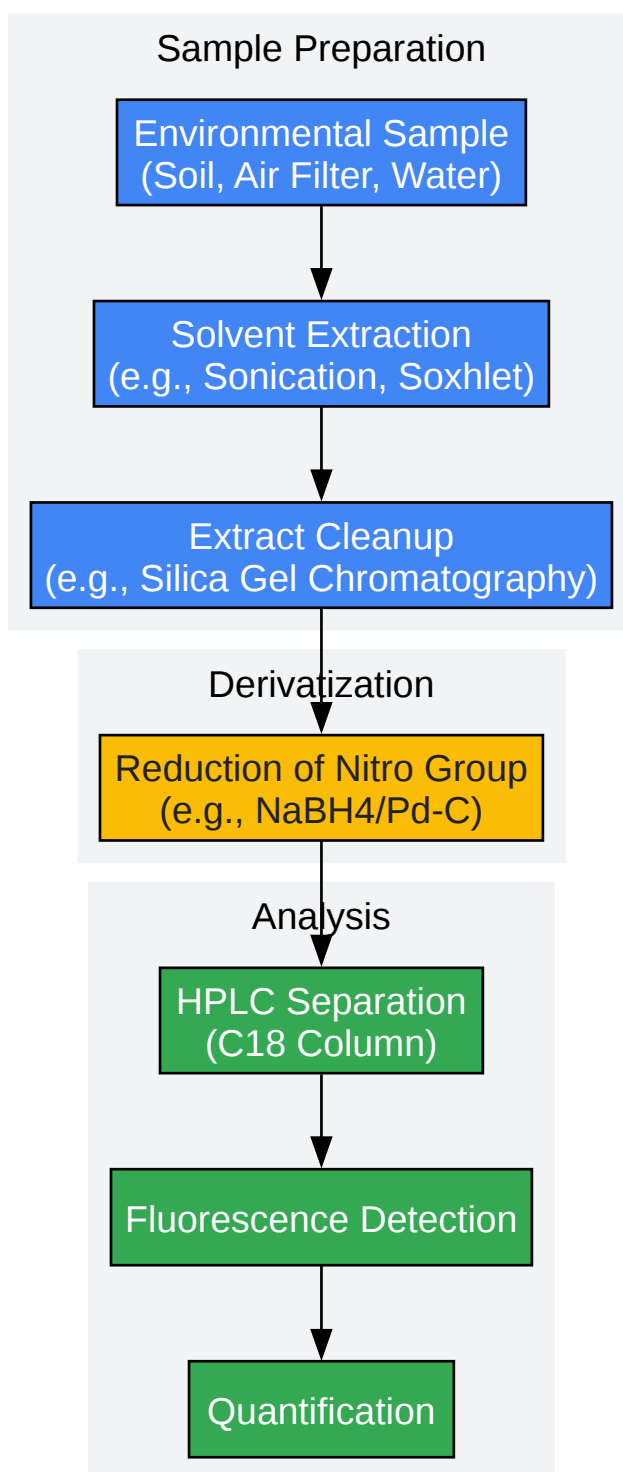 Sample Preparation
Environmental Sample
(Soil, Air Filter, Water)
Solvent Extraction
(e.g., Sonication, Soxhlet)
Extract Cleanup
(e.g., Silica Gel Chromatography)
Derivatization
Reduction of Nitro Group
(e.g., NaBH4/Pd-C)
Analysis
HPLC Separation
(C18 Column)
Fluorescence Detection
Quantification